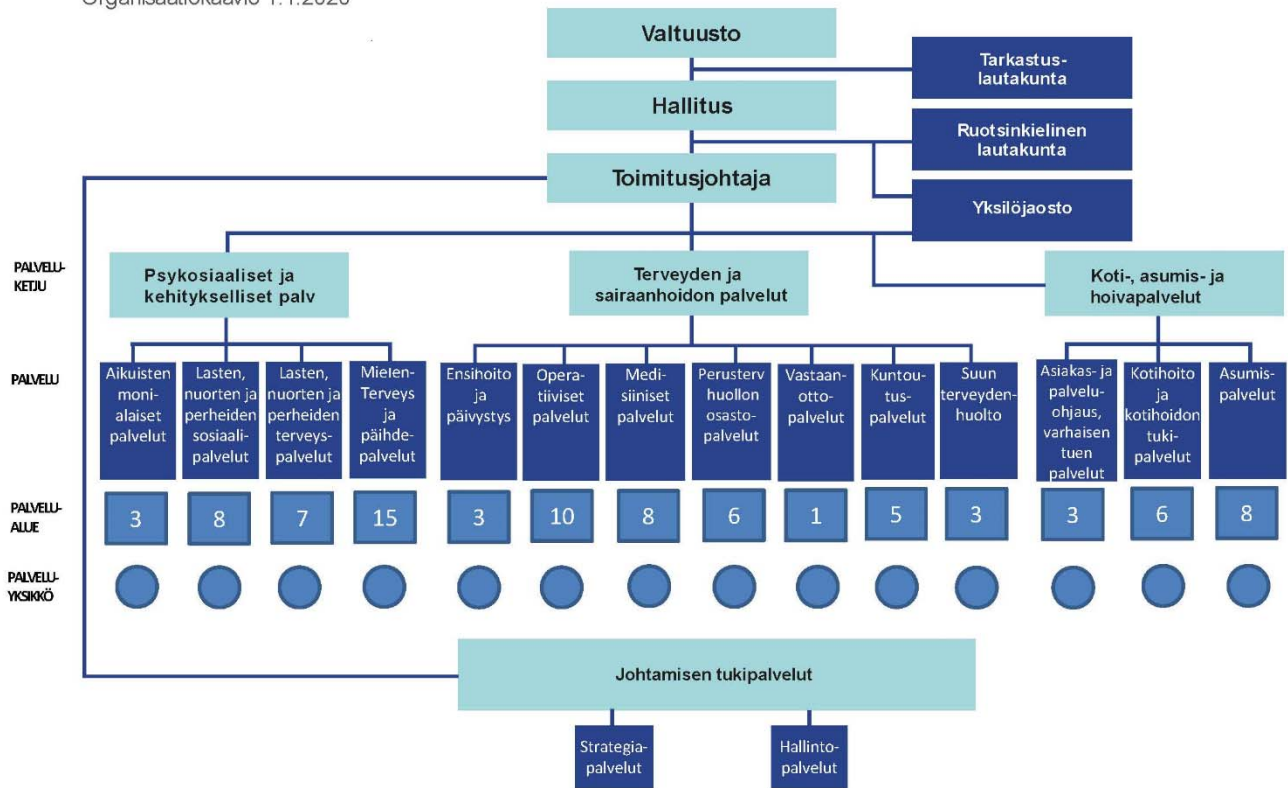 Organisaatiokaavio 1.1.2020
Valtuusto
Tarkastus-
lautakunta
Hallitus
Ruotsinkielinen
lautakunta
Toimitusjohtaja
Yksilöjaosto
PALVELU-
KETJU
Psykosiaaliset ja
kehitykselliset palv
Terveyden ja
sairaanhoidon palvelut
Koti-, asumis- ja
hoivapalvelut
PALVELU
Aikuisten
moni-
alaiset
palvelut
Lasten,
nuorten ja
perheiden
sosiaali-
palvelut
Lasten,
nuorten ja
perheiden
terveys-
palvelut
Mielen-
Terveys
ja
päihde-
palvelut
Ensihoito
ja
päivystys
Opera-
tiiviset
palvelut
Medi-
siiniset
palvelut
Perusterv
huollon
osasto-
palvelut
Vastaan-
otto-
palvelut
Kuntou-
tus-
palvelut
Suun
terveyden-
huolto
Asiakas- ja
palvelu-
ohjaus,
varhaisen
tuen
palvelut
Kotihoito
ja
kotihoidon
tuki-
palvelut
Asumis-
palvelut
PALVELU-
ALUE
3
8
7
15
3
10
8
6
1
5
3
3
6
8
PALVELU-
YKSIKKÖ
Johtamisen tukipalvelut
Strategia-
palvelut
Hallinto-
palvelut